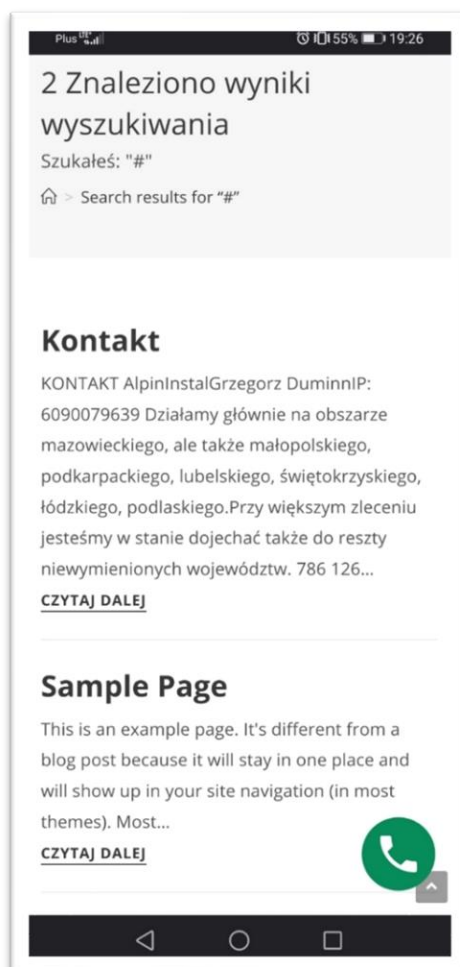 Plus 55% 19:26
2 Znaleziono wyniki
wyszukiwania
Szukałeś: "#"
> Search results for “#”
Kontakt
KONTAKT AlpinInstalGrzegorz DuminnIP:
6090079639 Działamy głównie na obszarze
mazowieckiego, ale także małopolskiego,
podkarpackiego, lubelskiego, świętokrzyskiego,
łódzkiego, podlaskiego.Przy większym zleceniu
jesteśmy w stanie dojechać także do reszty
niewymienionych województw. 786 126...
CZYTAJ DALEJ
Sample Page
This is an example page. It's different from a
blog post because it will stay in one place and
will show up in your site navigation (in most
themes). Most...
CZYTAJ DALEJ